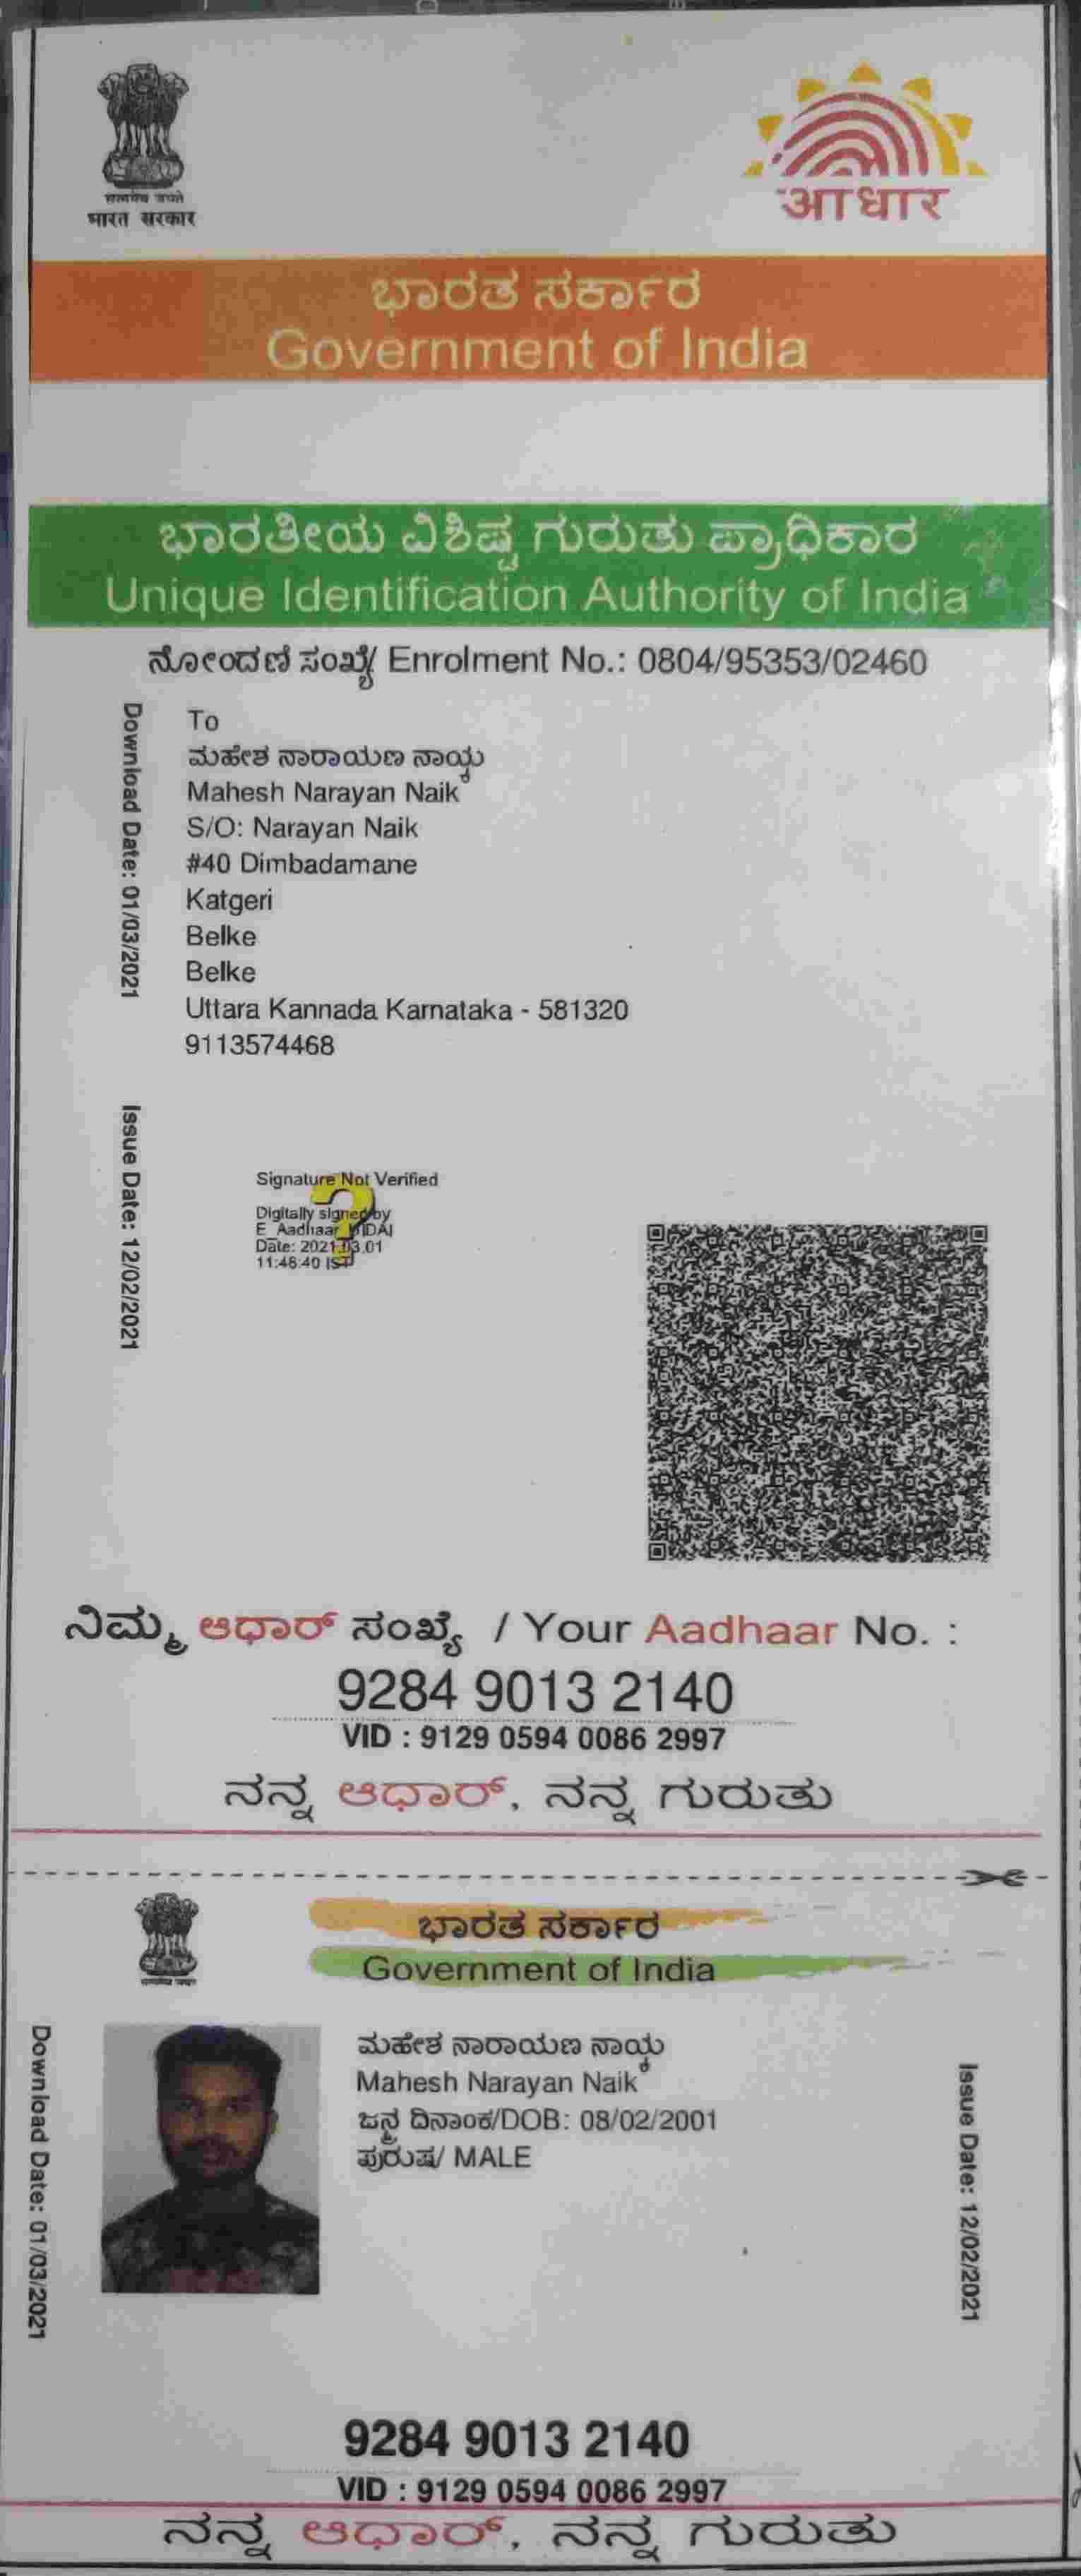 सत्यमेव जयते
भारत सरकार
आधार
ಭಾರತ ಸರ್ಕಾರ
Government of India
ಭಾರತೀಯ ವಿಶಿಷ್ಟ ಗುರುತು ಪ್ರಾಧಿಕಾರ
Unique Identification Authority of India
ನೋಂದಣಿ ಸಂಖ್ಯೆ/ Enrolment No.: 0804/95353/02460
Download Date: 01/03/2021
To
ಮಹೇಶ ನಾರಾಯಣ ನಾಯ್ಕ
Mahesh Narayan Naik
S/O: Narayan Naik
#40 Dimbadamane
Katgeri
Belke
Belke
Uttara Kannada Karnataka - 581320
9113574468
Issue Date: 12/02/2021
Signature Not Verified
Digitally signed by
E_Aadhaar UIDAI
Date: 2021.03.01
11:48:40 IST
ನಿಮ್ಮ ಆಧಾರ್ ಸಂಖ್ಯೆ / Your Aadhaar No. :
9284 9013 2140
VID : 9129 0594 0086 2997
ನನ್ನ ಆಧಾರ್, ನನ್ನ ಗುರುತು
ಭಾರತ ಸರ್ಕಾರ
Government of India
Download Date: 01/03/2021
ಮಹೇಶ ನಾರಾಯಣ ನಾಯ್ಕ
Mahesh Narayan Naik
ಜನ್ಮ ದಿನಾಂಕ/DOB: 08/02/2001
ಪುರುಷ/ MALE
Issue Date: 12/02/2021
9284 9013 2140
VID : 9129 0594 0086 2997
ನನ್ನ ಆಧಾರ್, ನನ್ನ ಗುರುತು